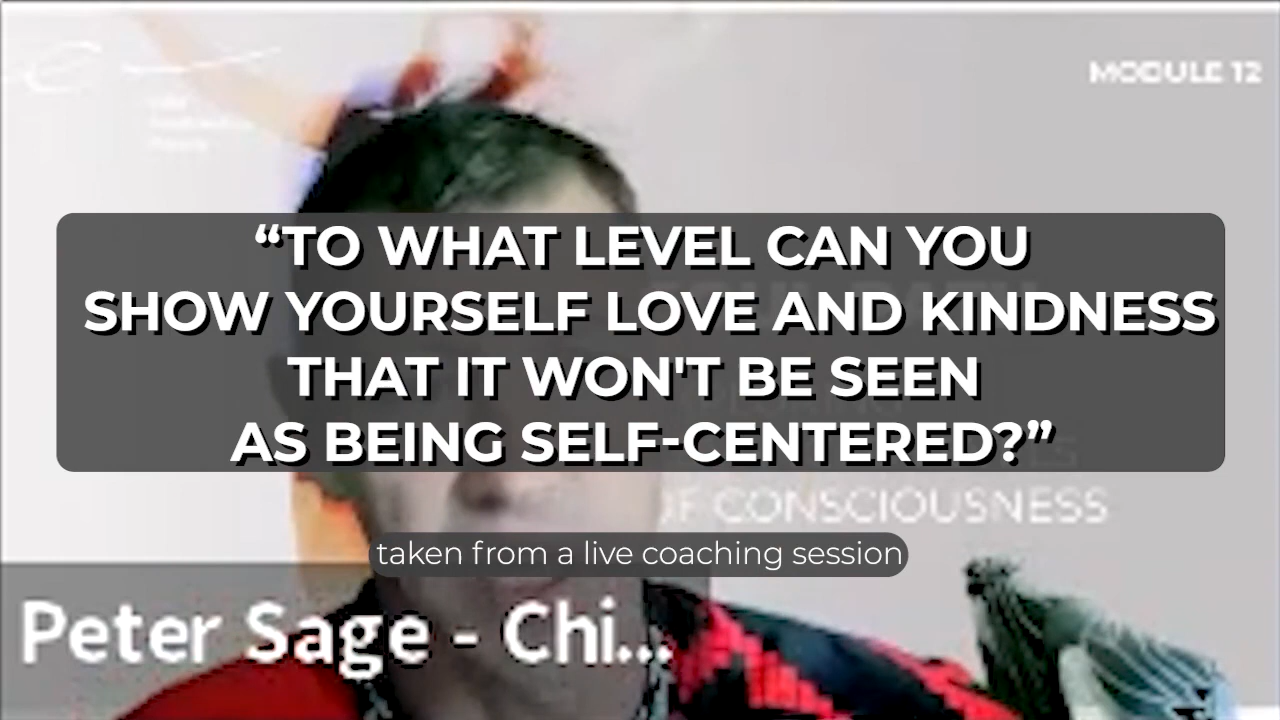 MODULE 12
“TO WHAT LEVEL CAN YOU
SHOW YOURSELF LOVE AND KINDNESS
THAT IT WON'T BE SEEN
AS BEING SELF-CENTERED?”
OF CONSCIOUSNESS
taken from a live coaching session
Peter Sage - Chi...